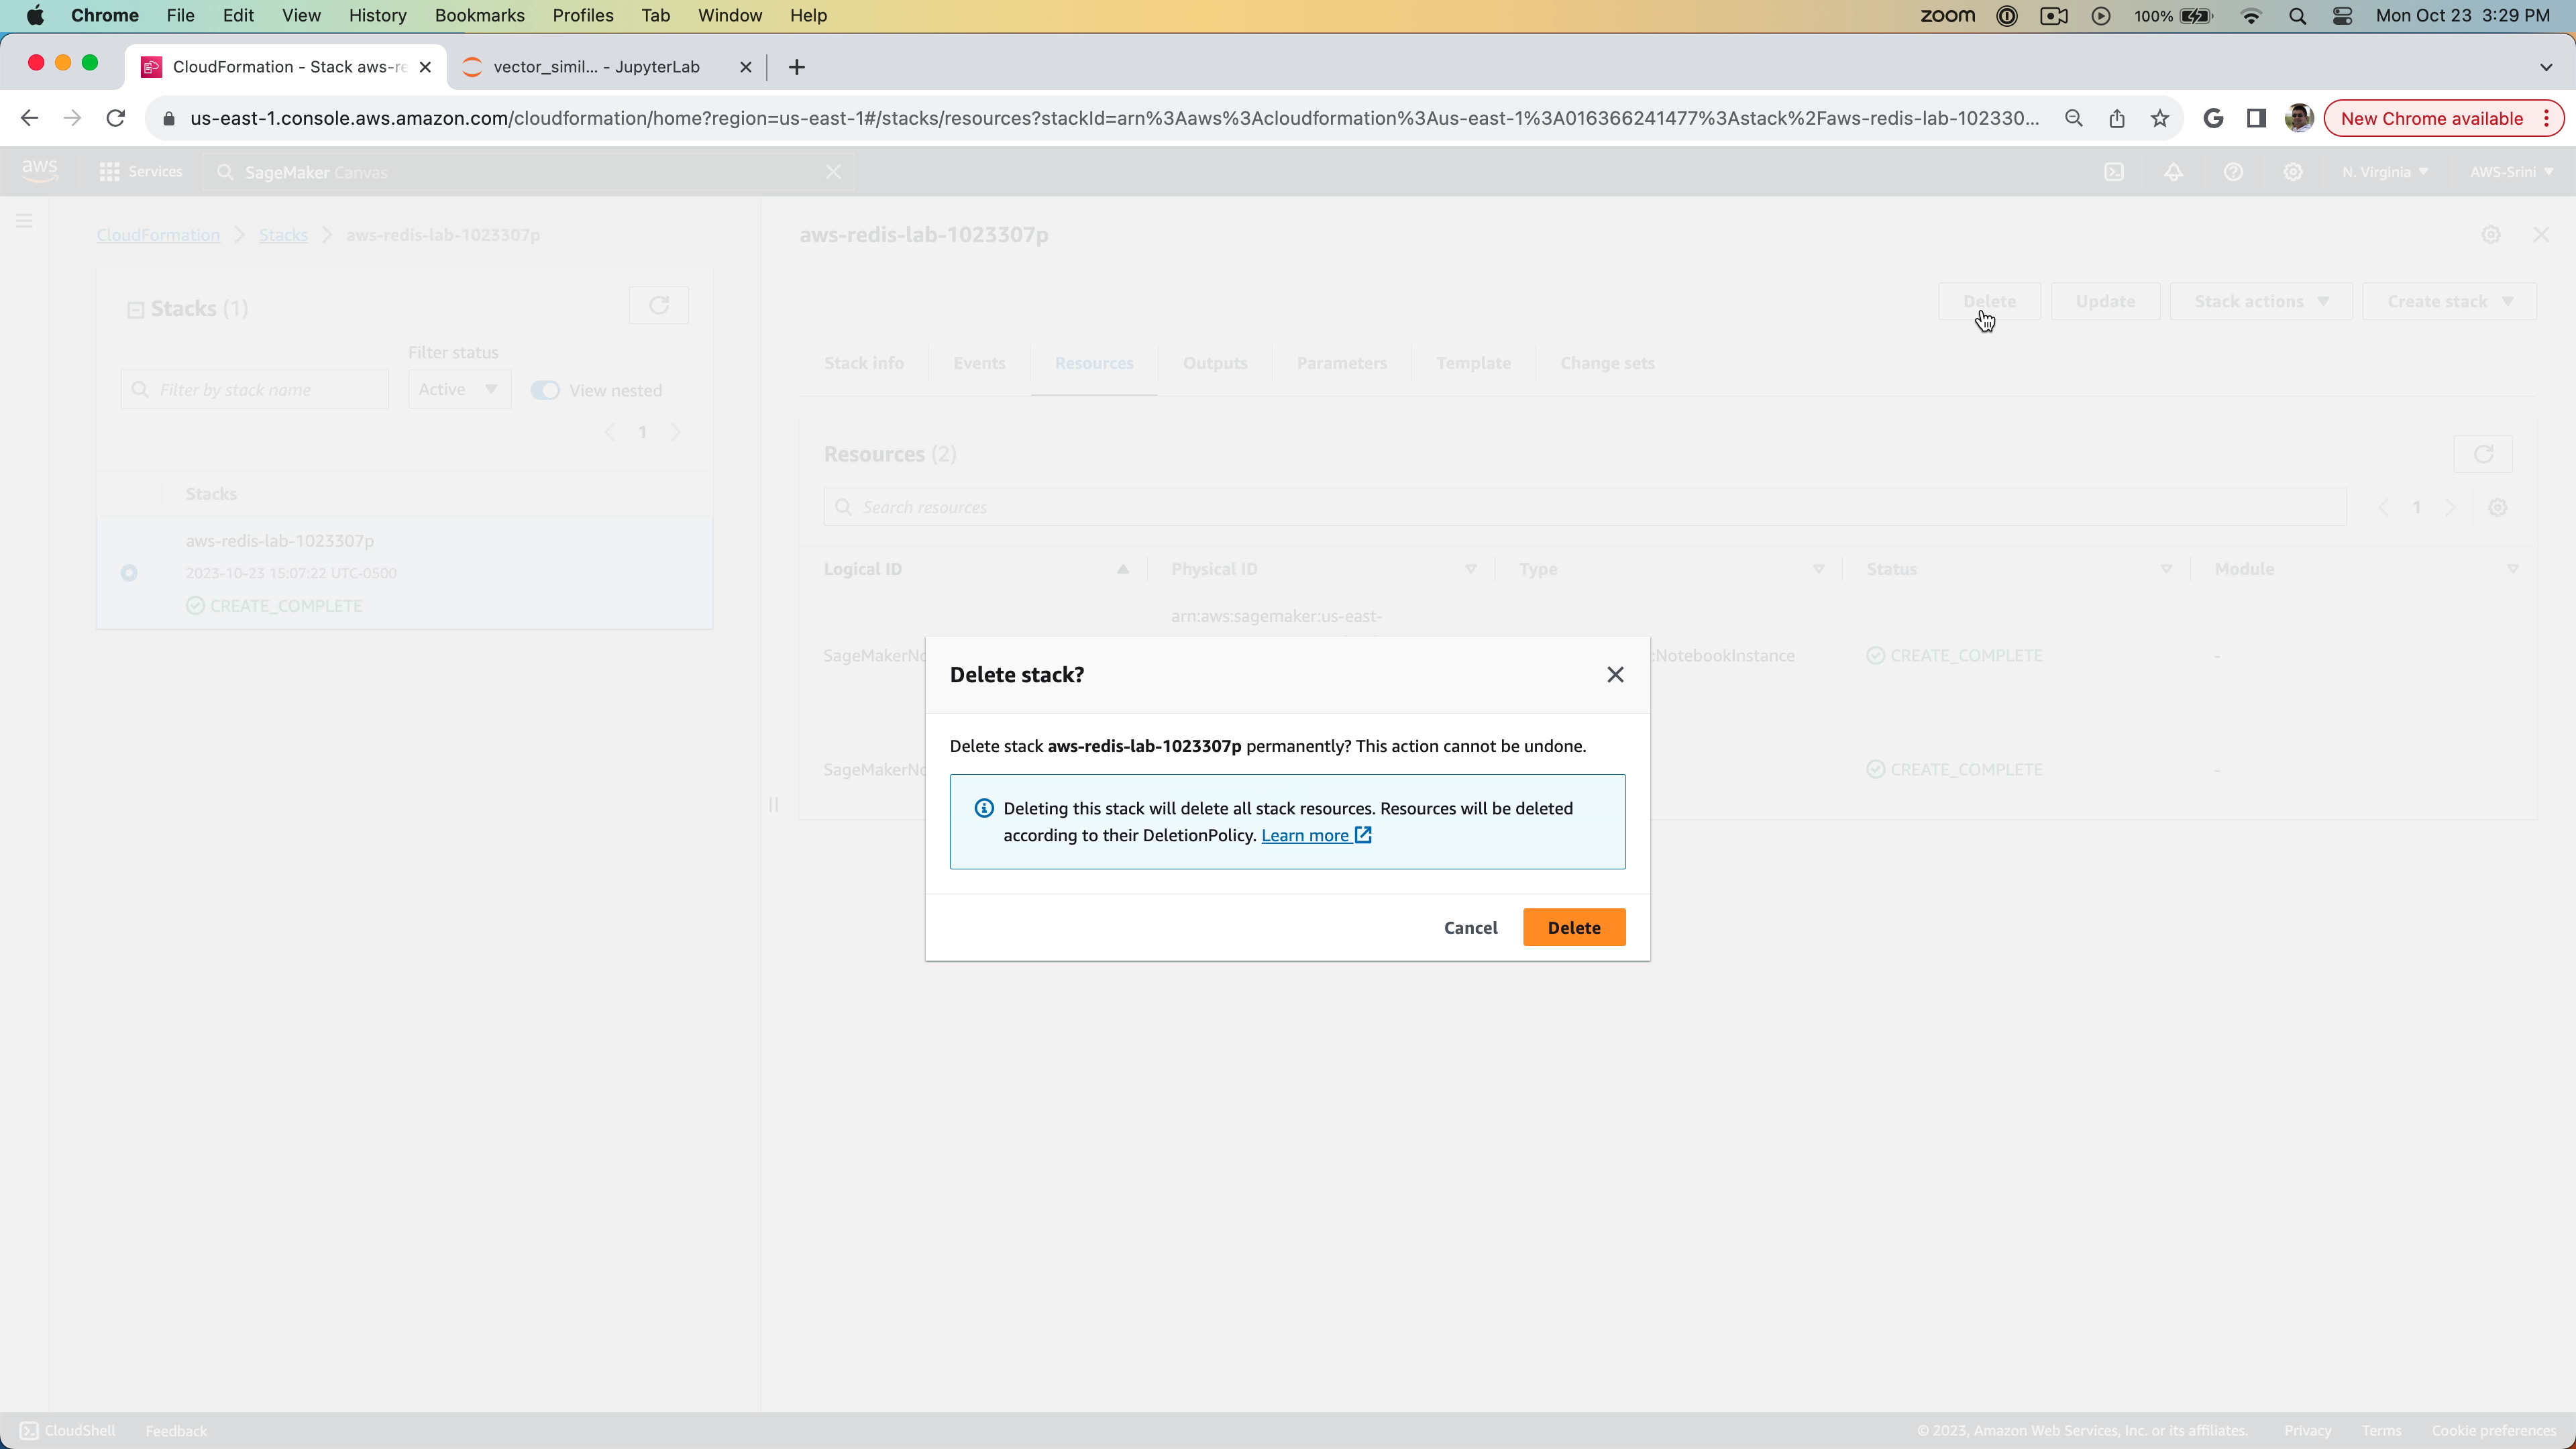 Chrome File Edit View History Bookmarks Profiles Tab Window Help zoom 100% Mon Oct 23 3:29 PM
CloudFormation - Stack aws-re vector_simil... - JupyterLab
us-east-1.console.aws.amazon.com/cloudformation/home?region=us-east-1#/stacks/resources?stackId=arn%3Aaws%3Acloudformation%3Aus-east-1%3A016366241477%3Astack%2Faws-redis-lab-102330... New Chrome available
aws Services SageMaker Canvas N. Virginia AWS-Srini
CloudFormation Stacks aws-redis-lab-1023307p
aws-redis-lab-1023307p
Stacks (1)
Delete Update Stack actions Create stack
Filter status
Filter by stack name Active View nested
1
Stack info Events Resources Outputs Parameters Template Change sets
Resources (2)
Search resources 1
Stacks
aws-redis-lab-1023307p
2023-10-23 15:07:22 UTC-0500
CREATE_COMPLETE
Logical ID Physical ID Type Status Module
arn:aws:sagemaker:us-east-
SageMakerNo :NotebookInstance CREATE_COMPLETE -
SageMakerNo CREATE_COMPLETE -
Delete stack?
Delete stack aws-redis-lab-1023307p permanently? This action cannot be undone.
Deleting this stack will delete all stack resources. Resources will be deleted
according to their DeletionPolicy. Learn more
Cancel Delete
CloudShell Feedback © 2023, Amazon Web Services, Inc. or its affiliates. Privacy Terms Cookie preferences